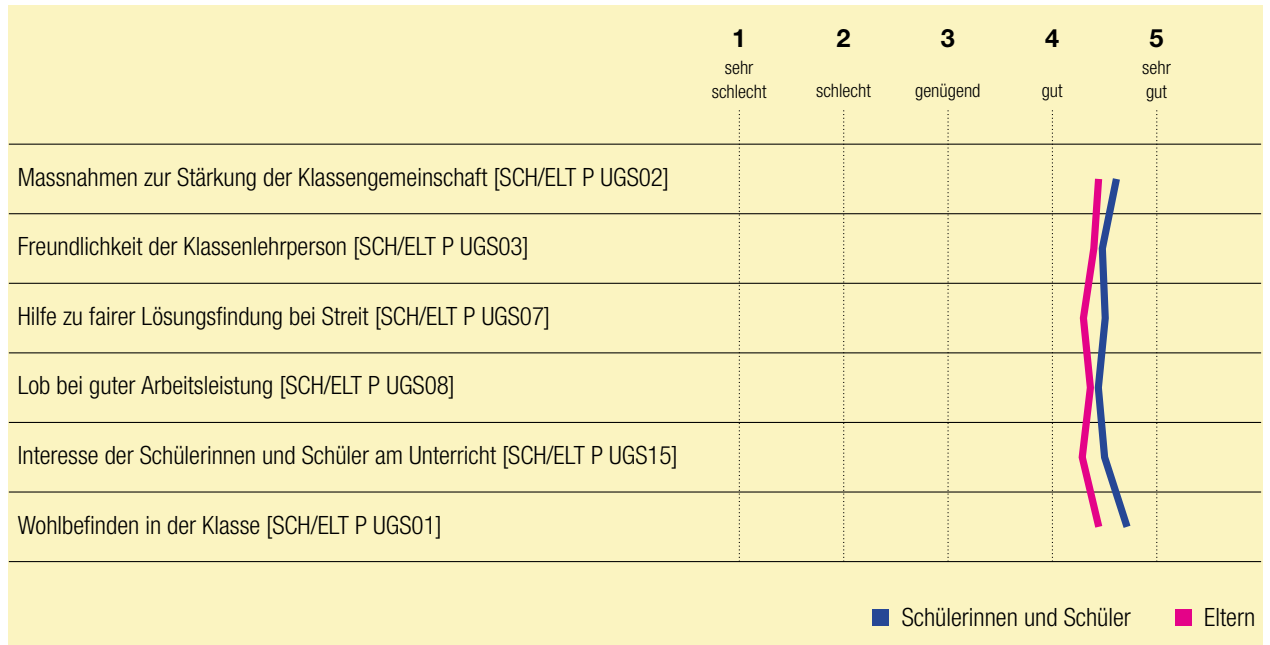 1 2 3 4 5
sehr sehr
schlecht schlecht genügend gut gut
Massnahmen zur Stärkung der Klassengemeinschaft [SCH/ELT P UGS02]
Freundlichkeit der Klassenlehrperson [SCH/ELT P UGS03]
Hilfe zu fairer Lösungsfindung bei Streit [SCH/ELT P UGS07]
Lob bei guter Arbeitsleistung [SCH/ELT P UGS08]
Interesse der Schülerinnen und Schüler am Unterricht [SCH/ELT P UGS15]
Wohlbefinden in der Klasse [SCH/ELT P UGS01]
Schülerinnen und Schüler Eltern